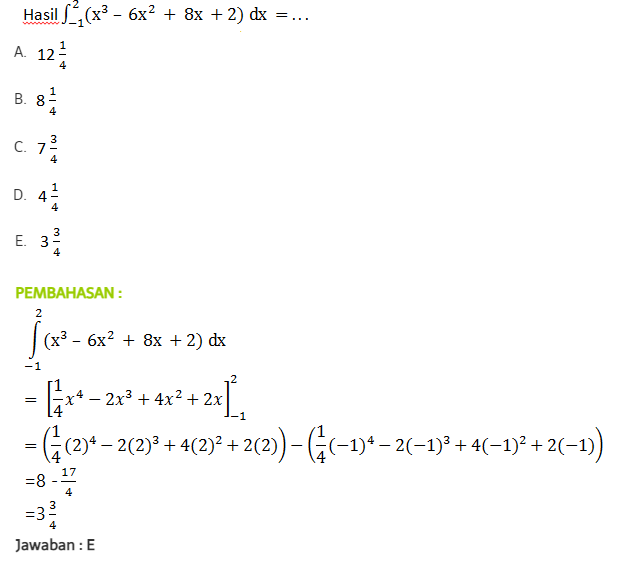 Hasil ∫₋₁²(x³ – 6x² + 8x + 2) dx = …
A. 12 1/4
B. 8 1/4
C. 7 3/4
D. 4 1/4
E. 3 3/4
PEMBAHASAN :
∫₋₁²(x³ – 6x² + 8x + 2) dx
= [1/4 x⁴ − 2x³ + 4x² + 2x]₋₁²
= (1/4 (2)⁴ − 2(2)³ + 4(2)² + 2(2)) − (1/4 (−1)⁴ − 2(−1)³ + 4(−1)² + 2(−1))
=8 - 17/4
=3 3/4
Jawaban : E